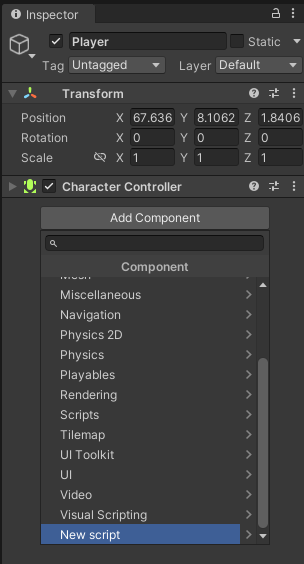 Inspector
Player
Static
Tag Untagged Layer Default
Transform
Position X 67.636 Y 8.1062 Z 1.8406
Rotation X 0 Y 0 Z 0
Scale X 1 Y 1 Z 1
Character Controller
Add Component
Component
Mesh
Miscellaneous
Navigation
Physics 2D
Physics
Playables
Rendering
Scripts
Tilemap
UI Toolkit
UI
Video
Visual Scripting
New script